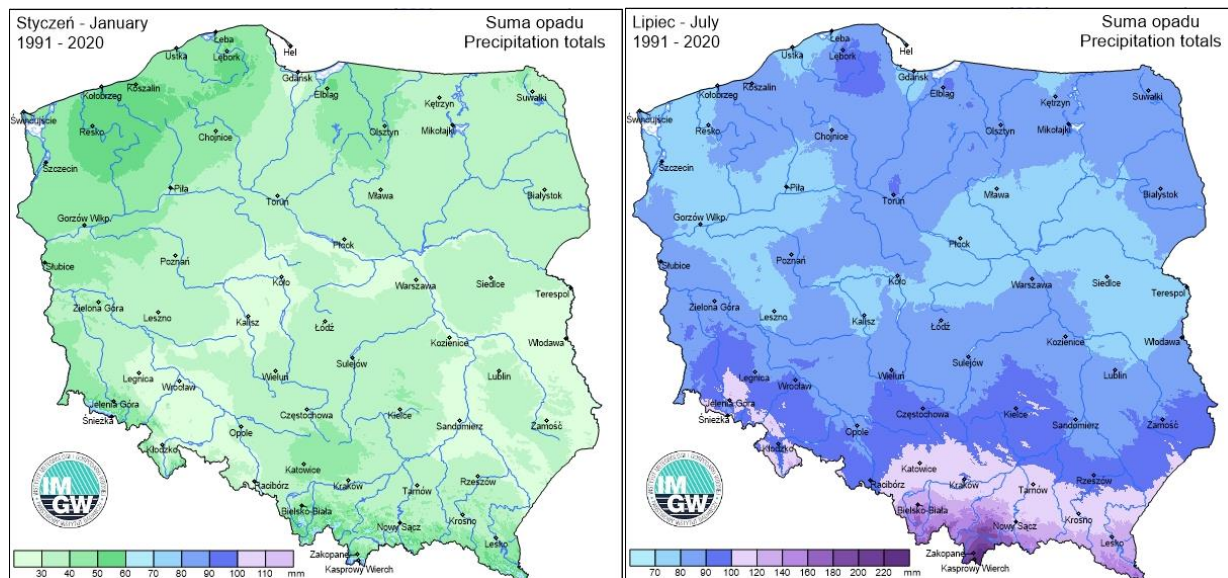 Styczeń - January
1991 - 2020
Suma opadu
Precipitation totals
Łeba
Hel
Ustka
Lębork
Gdańsk
Koszalin
Kołobrzeg
Elbląg
Kętrzyn
Suwałki
Świnoujście
Resko
Chojnice
Olsztyn
Mikołajki
Szczecin
Piła
Mława
Białystok
Toruń
Gorzów Wlkp.
Płock
Słubice
Poznań
Koło
Warszawa
Siedlce
Terespol
Zielona Góra
Leszno
Kalisz
Łódź
Kozienice
Włodawa
Sulejów
Legnica
Wrocław
Wieluń
Lublin
Jelenia Góra
Śnieżka
Częstochowa
Kielce
Opole
Sandomierz
Zamość
Kłodzko
Katowice
Racibórz
Kraków
Tarnów
Rzeszów
Bielsko-Biała
Nowy Sącz
Krosno
Lesko
Zakopane
Kasprowy Wierch
IMGW
30 40 50 60 70 80 90 100 110 mm
Lipiec - July
1991 - 2020
Suma opadu
Precipitation totals
Łeba
Hel
Ustka
Lębork
Gdańsk
Koszalin
Kołobrzeg
Elbląg
Kętrzyn
Suwałki
Świnoujście
Resko
Chojnice
Olsztyn
Mikołajki
Szczecin
Piła
Mława
Białystok
Toruń
Gorzów Wlkp.
Płock
Słubice
Poznań
Koło
Warszawa
Siedlce
Terespol
Zielona Góra
Leszno
Kalisz
Łódź
Kozienice
Włodawa
Sulejów
Legnica
Wrocław
Wieluń
Lublin
Jelenia Góra
Śnieżka
Częstochowa
Kielce
Opole
Sandomierz
Zamość
Kłodzko
Katowice
Racibórz
Kraków
Tarnów
Rzeszów
Bielsko-Biała
Nowy Sącz
Krosno
Lesko
Zakopane
Kasprowy Wierch
IMGW
70 80 90 100 120 140 160 180 200 220 mm